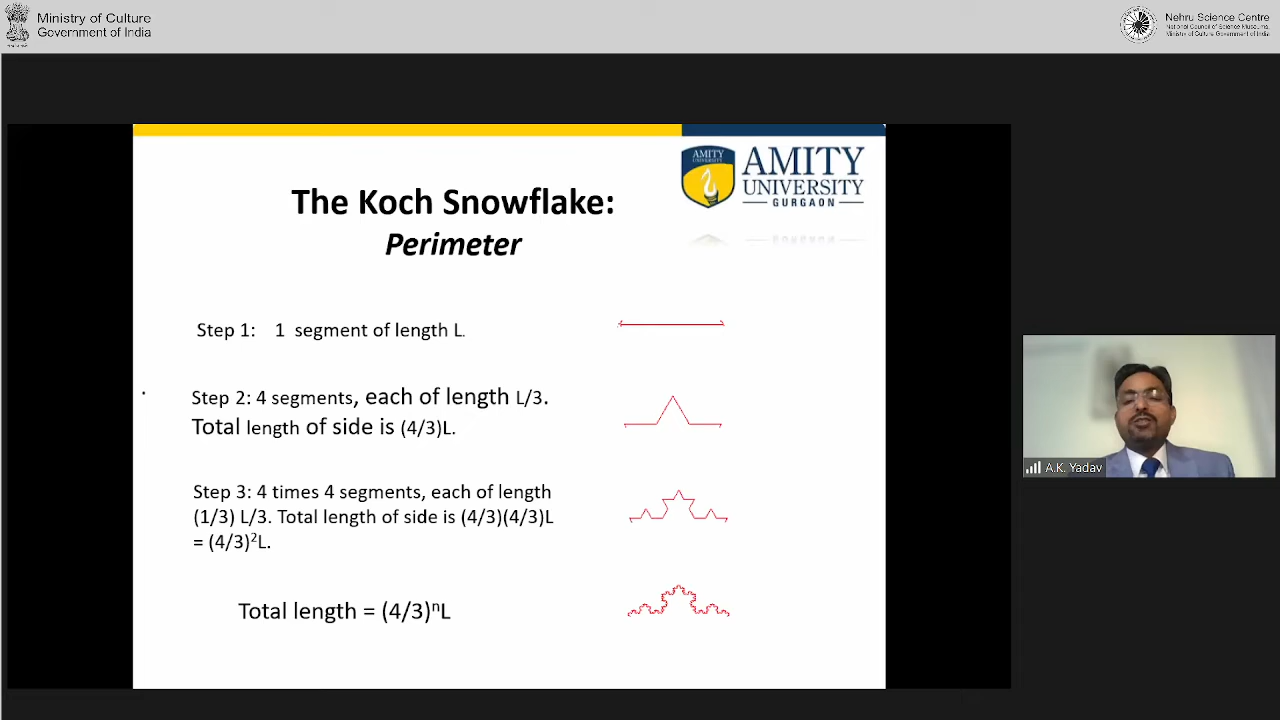 Ministry of Culture
Government of India
Nehru Science Centre
National Council of Science Museums,
Ministry of Culture Government of India
AMITY
UNIVERSITY
AMITY
UNIVERSITY
GURGAON
The Koch Snowflake:
Perimeter
Step 1: 1 segment of length L.
Step 2: 4 segments, each of length L/3.
Total length of side is (4/3)L.
Step 3: 4 times 4 segments, each of length
(1/3) L/3. Total length of side is (4/3)(4/3)L
= (4/3)²L.
Total length = (4/3)ⁿL
A.K. Yadav